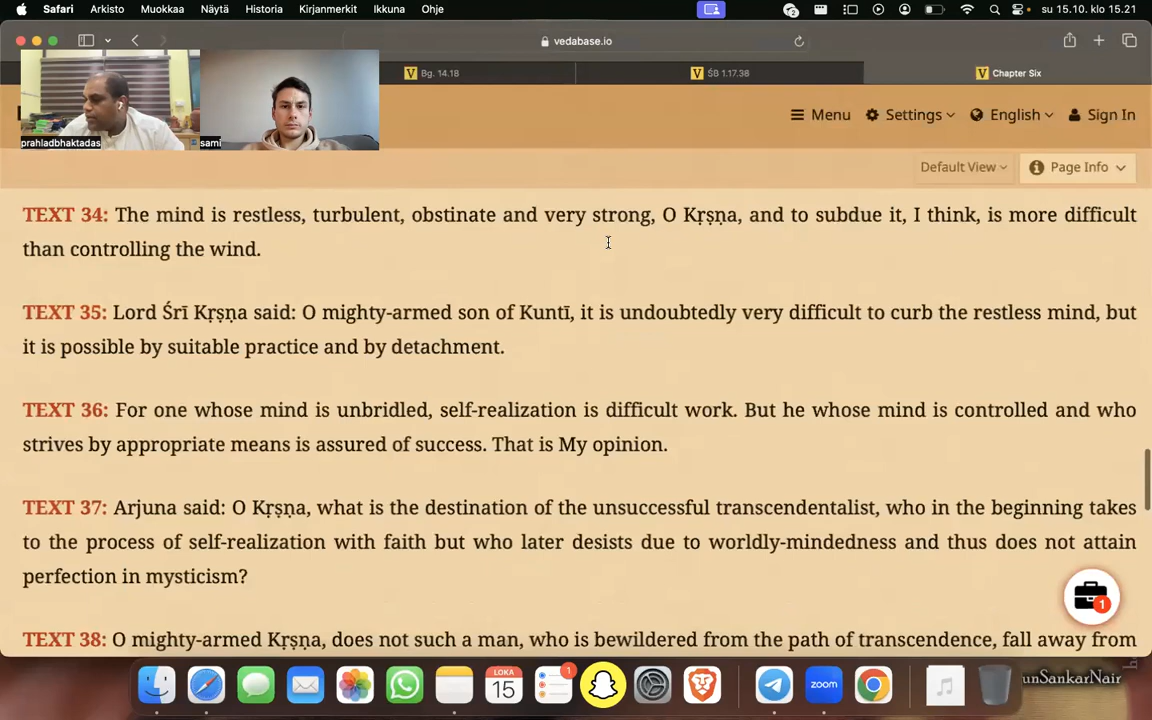 Safari Arkisto Muokkaa Näytä Historia Kirjanmerkit Ikkuna Ohje su 15.10. klo 15.21
vedabase.io
Bg. 14.18 ŚB 1.17.38 Chapter Six
prahladbhaktadas sami
Menu Settings English Sign In
Default View Page Info
TEXT 34: The mind is restless, turbulent, obstinate and very strong, O Kṛṣṇa, and to subdue it, I think, is more difficult
than controlling the wind.
TEXT 35: Lord Śrī Kṛṣṇa said: O mighty-armed son of Kuntī, it is undoubtedly very difficult to curb the restless mind, but
it is possible by suitable practice and by detachment.
TEXT 36: For one whose mind is unbridled, self-realization is difficult work. But he whose mind is controlled and who
strives by appropriate means is assured of success. That is My opinion.
TEXT 37: Arjuna said: O Kṛṣṇa, what is the destination of the unsuccessful transcendentalist, who in the beginning takes
to the process of self-realization with faith but who later desists due to worldly-mindedness and thus does not attain
perfection in mysticism?
1
TEXT 38: O mighty-armed Kṛṣṇa, does not such a man, who is bewildered from the path of transcendence, fall away from
LOKA
15
1
zoom
unSankarNair